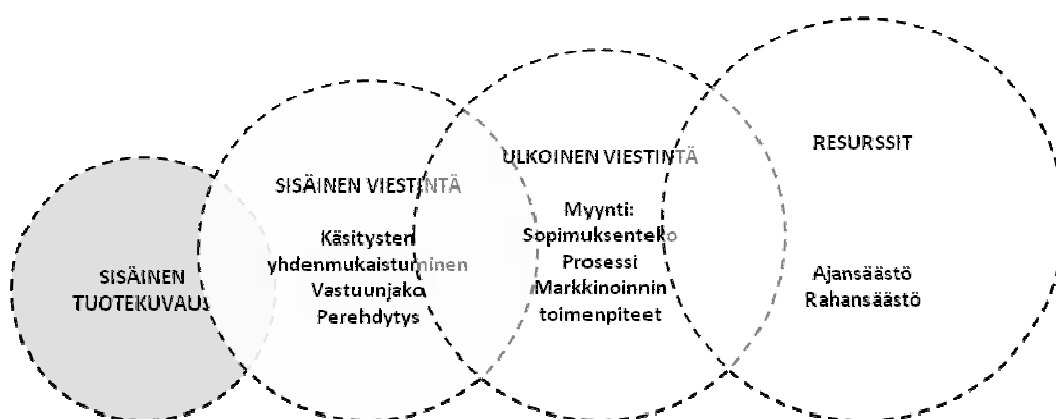 SISÄINEN
TUOTEKUVAUS
SISÄINEN VIESTINTÄ
Käsitysten
yhdenmukaistuminen
Vastuunjako
Perehdytys
ULKOINEN VIESTINTÄ
Myynti:
Sopimuksenteko
Prosessi
Markkinoinnin
toimenpiteet
RESURSSIT
Ajansäästö
Rahansäästö